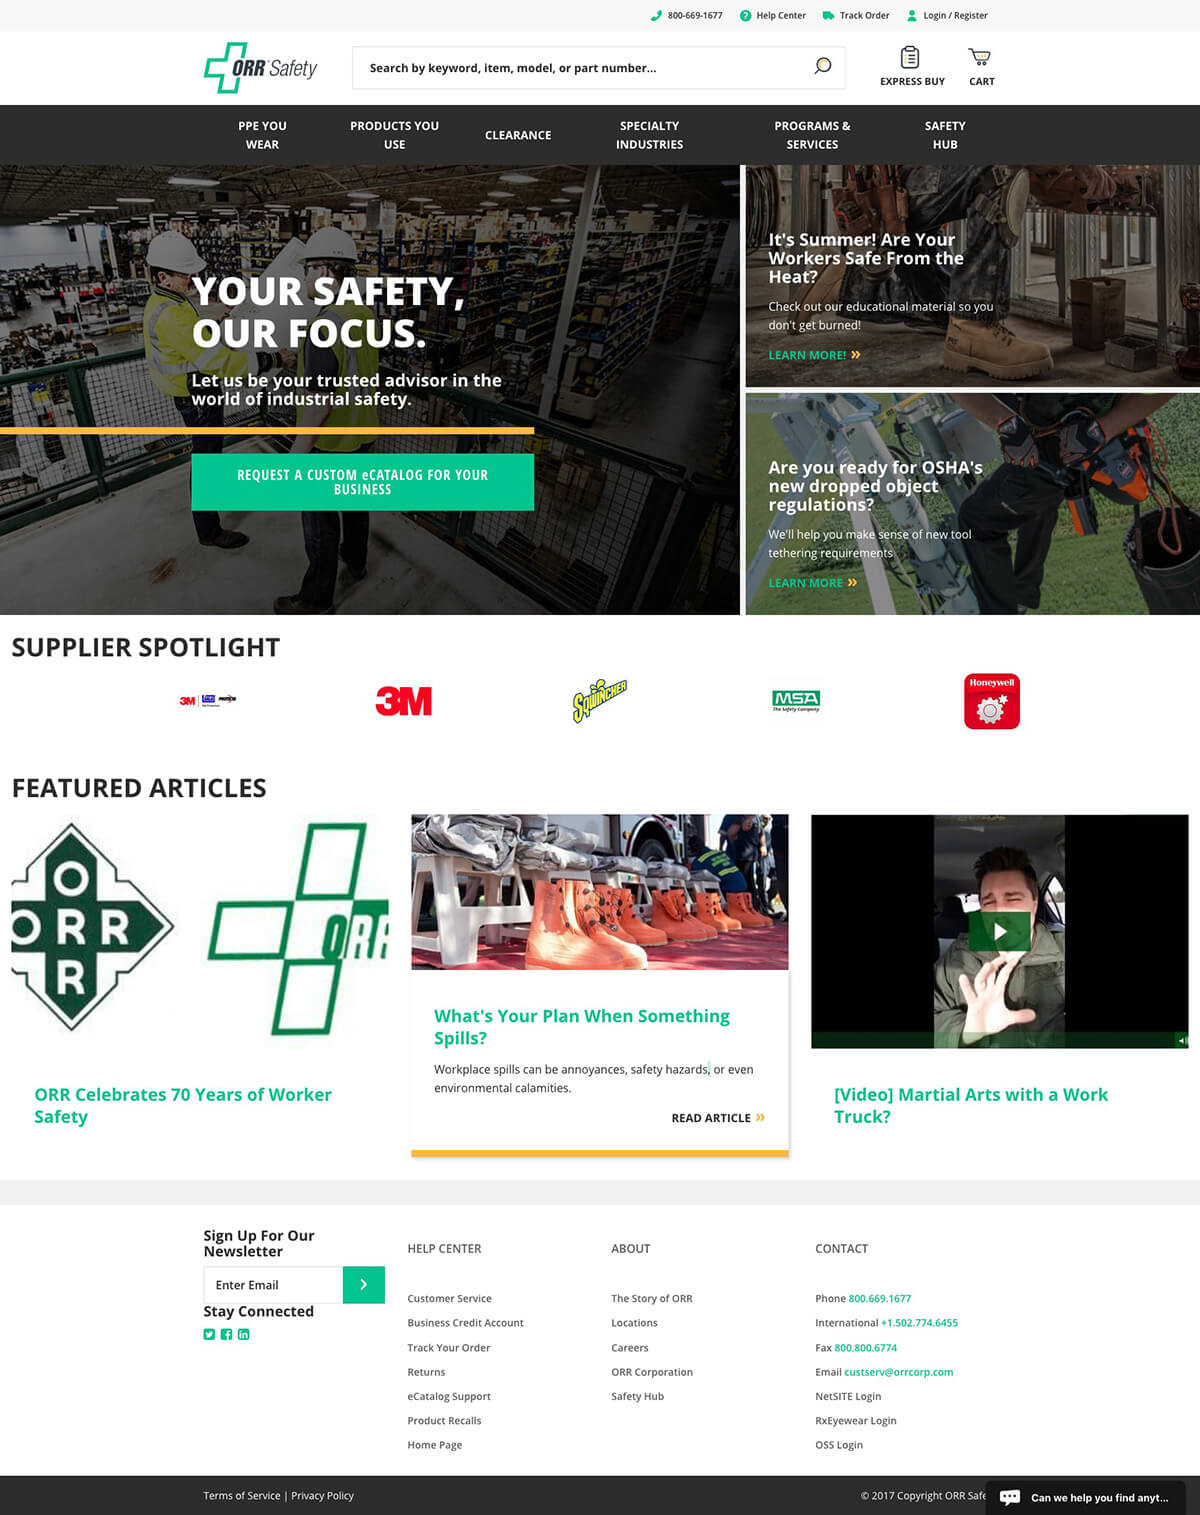 800-669-1677
Help Center
Track Order
Login / Register
ORR Safety
Search by keyword, item, model, or part number...
EXPRESS BUY
CART
PPE YOU
WEAR
PRODUCTS YOU
USE
CLEARANCE
SPECIALTY
INDUSTRIES
PROGRAMS &
SERVICES
SAFETY
HUB
YOUR SAFETY,
OUR FOCUS.
Let us be your trusted advisor in the
world of industrial safety.
REQUEST A CUSTOM eCATALOG FOR YOUR
BUSINESS
It's Summer! Are Your
Workers Safe From the
Heat?
Check out our educational material so you
don't get burned!
LEARN MORE! »
Are you ready for OSHA's
new dropped object
regulations?
We'll help you make sense of new tool
tethering requirements
LEARN MORE »
SUPPLIER SPOTLIGHT
3M
3M
SQWINCHER
MSA
The Safety Company
Honeywell
FEATURED ARTICLES
O
ORR
R
ORR
ORR Celebrates 70 Years of Worker
Safety
What's Your Plan When Something
Spills?
Workplace spills can be annoyances, safety hazards, or even
environmental calamities.
READ ARTICLE »
[Video] Martial Arts with a Work
Truck?
Sign Up For Our
Newsletter
Enter Email
Stay Connected
HELP CENTER
Customer Service
Business Credit Account
Track Your Order
Returns
eCatalog Support
Product Recalls
Home Page
ABOUT
The Story of ORR
Locations
Careers
ORR Corporation
Safety Hub
CONTACT
Phone 800.669.1677
International +1.502.774.6455
Fax 800.800.6774
Email custserv@orrcorp.com
NetSITE Login
RxEyewear Login
OSS Login
Terms of Service | Privacy Policy
© 2017 Copyright ORR Safe
Can we help you find anyt...